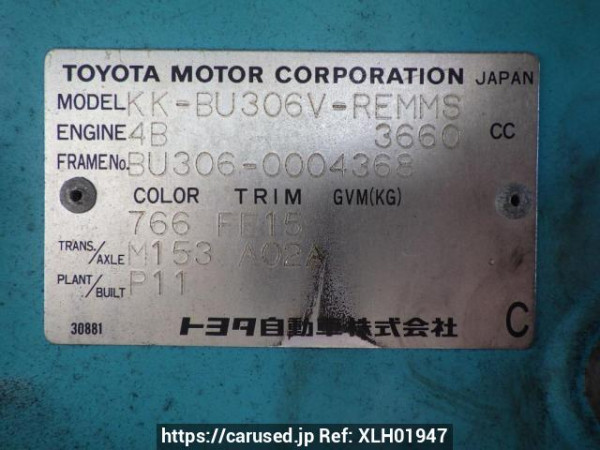 TOYOTA MOTOR CORPORATION JAPAN
MODEL KK-BU306V-REMMS
ENGINE 4B 3660 CC
FRAME No. BU306-0004368
COLOR TRIM GVM(KG)
766 FE15
TRANS./AXLE M153 A02A
PLANT/BUILT P11
30881 トヨタ自動車株式会社 C
https://carused.jp Ref: XLH01947